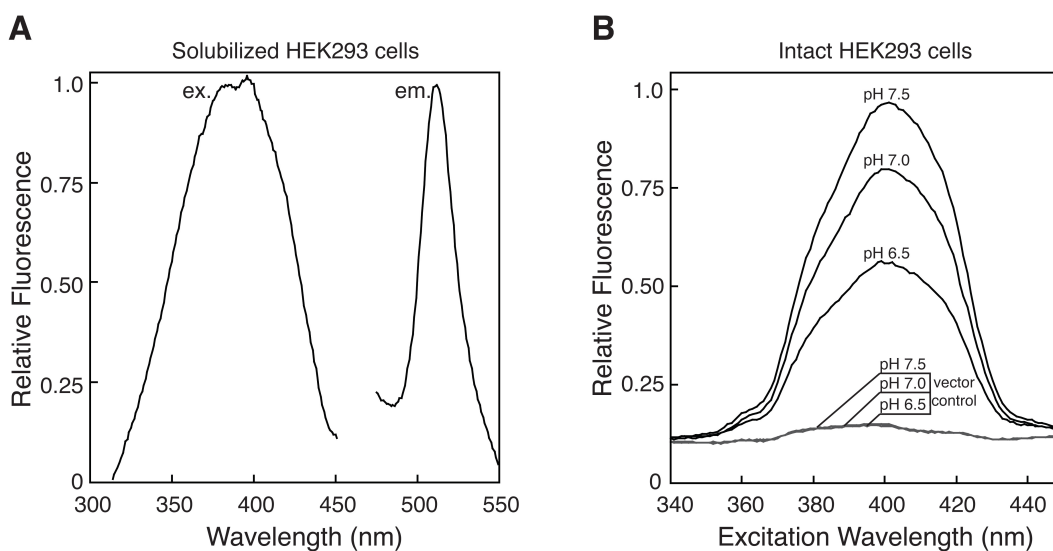 A
Solubilized HEK293 cells
ex.
em.
1.0
0.75
0.50
0.25
0
Relative Fluorescence
300 350 400 450 500 550
Wavelength (nm)
B
Intact HEK293 cells
pH 7.5
pH 7.0
pH 6.5
pH 7.5
pH 7.0 vector
pH 6.5 control
1.0
0.75
0.50
0.25
0
Relative Fluorescence
340 360 380 400 420 440
Excitation Wavelength (nm)